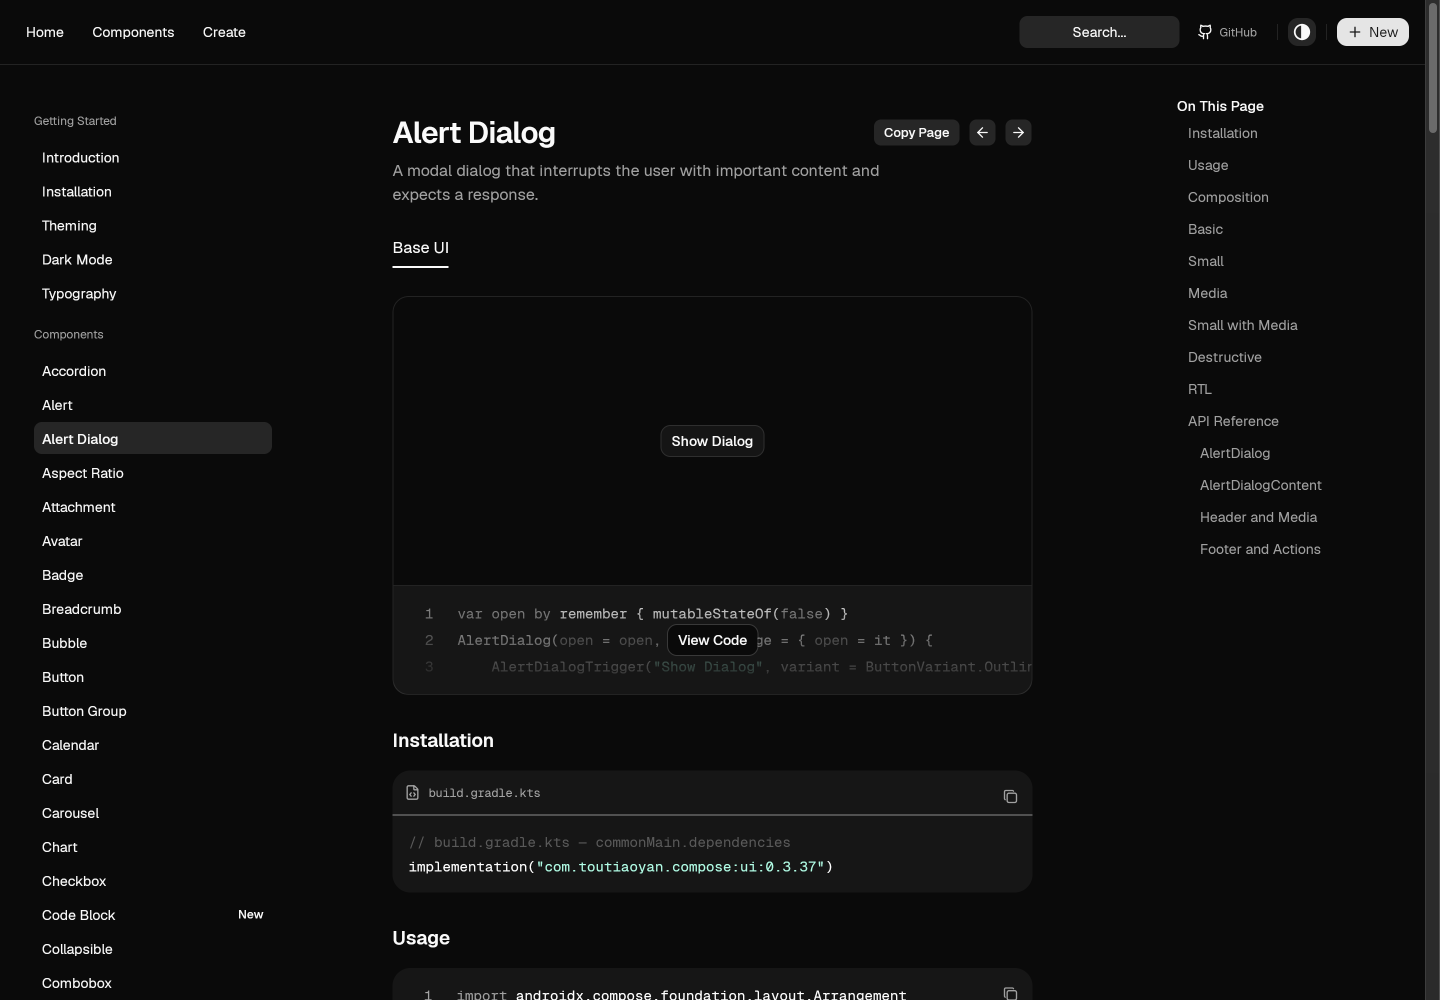 Home
Components
Create
Search...
GitHub
New
Getting Started
Introduction
Installation
Theming
Dark Mode
Typography
Components
Accordion
Alert
Alert Dialog
Aspect Ratio
Attachment
Avatar
Badge
Breadcrumb
Bubble
Button
Button Group
Calendar
Card
Carousel
Chart
Checkbox
Code Block
New
Collapsible
Combobox
Alert Dialog
Copy Page
A modal dialog that interrupts the user with important content and
expects a response.
Base UI
Show Dialog
1 var open by remember { mutableStateOf(false) }
2 AlertDialog(open = open, ge = { open = it }) {
View Code
3 AlertDialogTrigger("Show Dialog", variant = ButtonVariant.Outlin
Installation
build.gradle.kts
// build.gradle.kts — commonMain.dependencies
implementation("com.toutiaoyan.compose:ui:0.3.37")
Usage
1 import androidx.compose.foundation.layout.Arrangement
On This Page
Installation
Usage
Composition
Basic
Small
Media
Small with Media
Destructive
RTL
API Reference
AlertDialog
AlertDialogContent
Header and Media
Footer and Actions